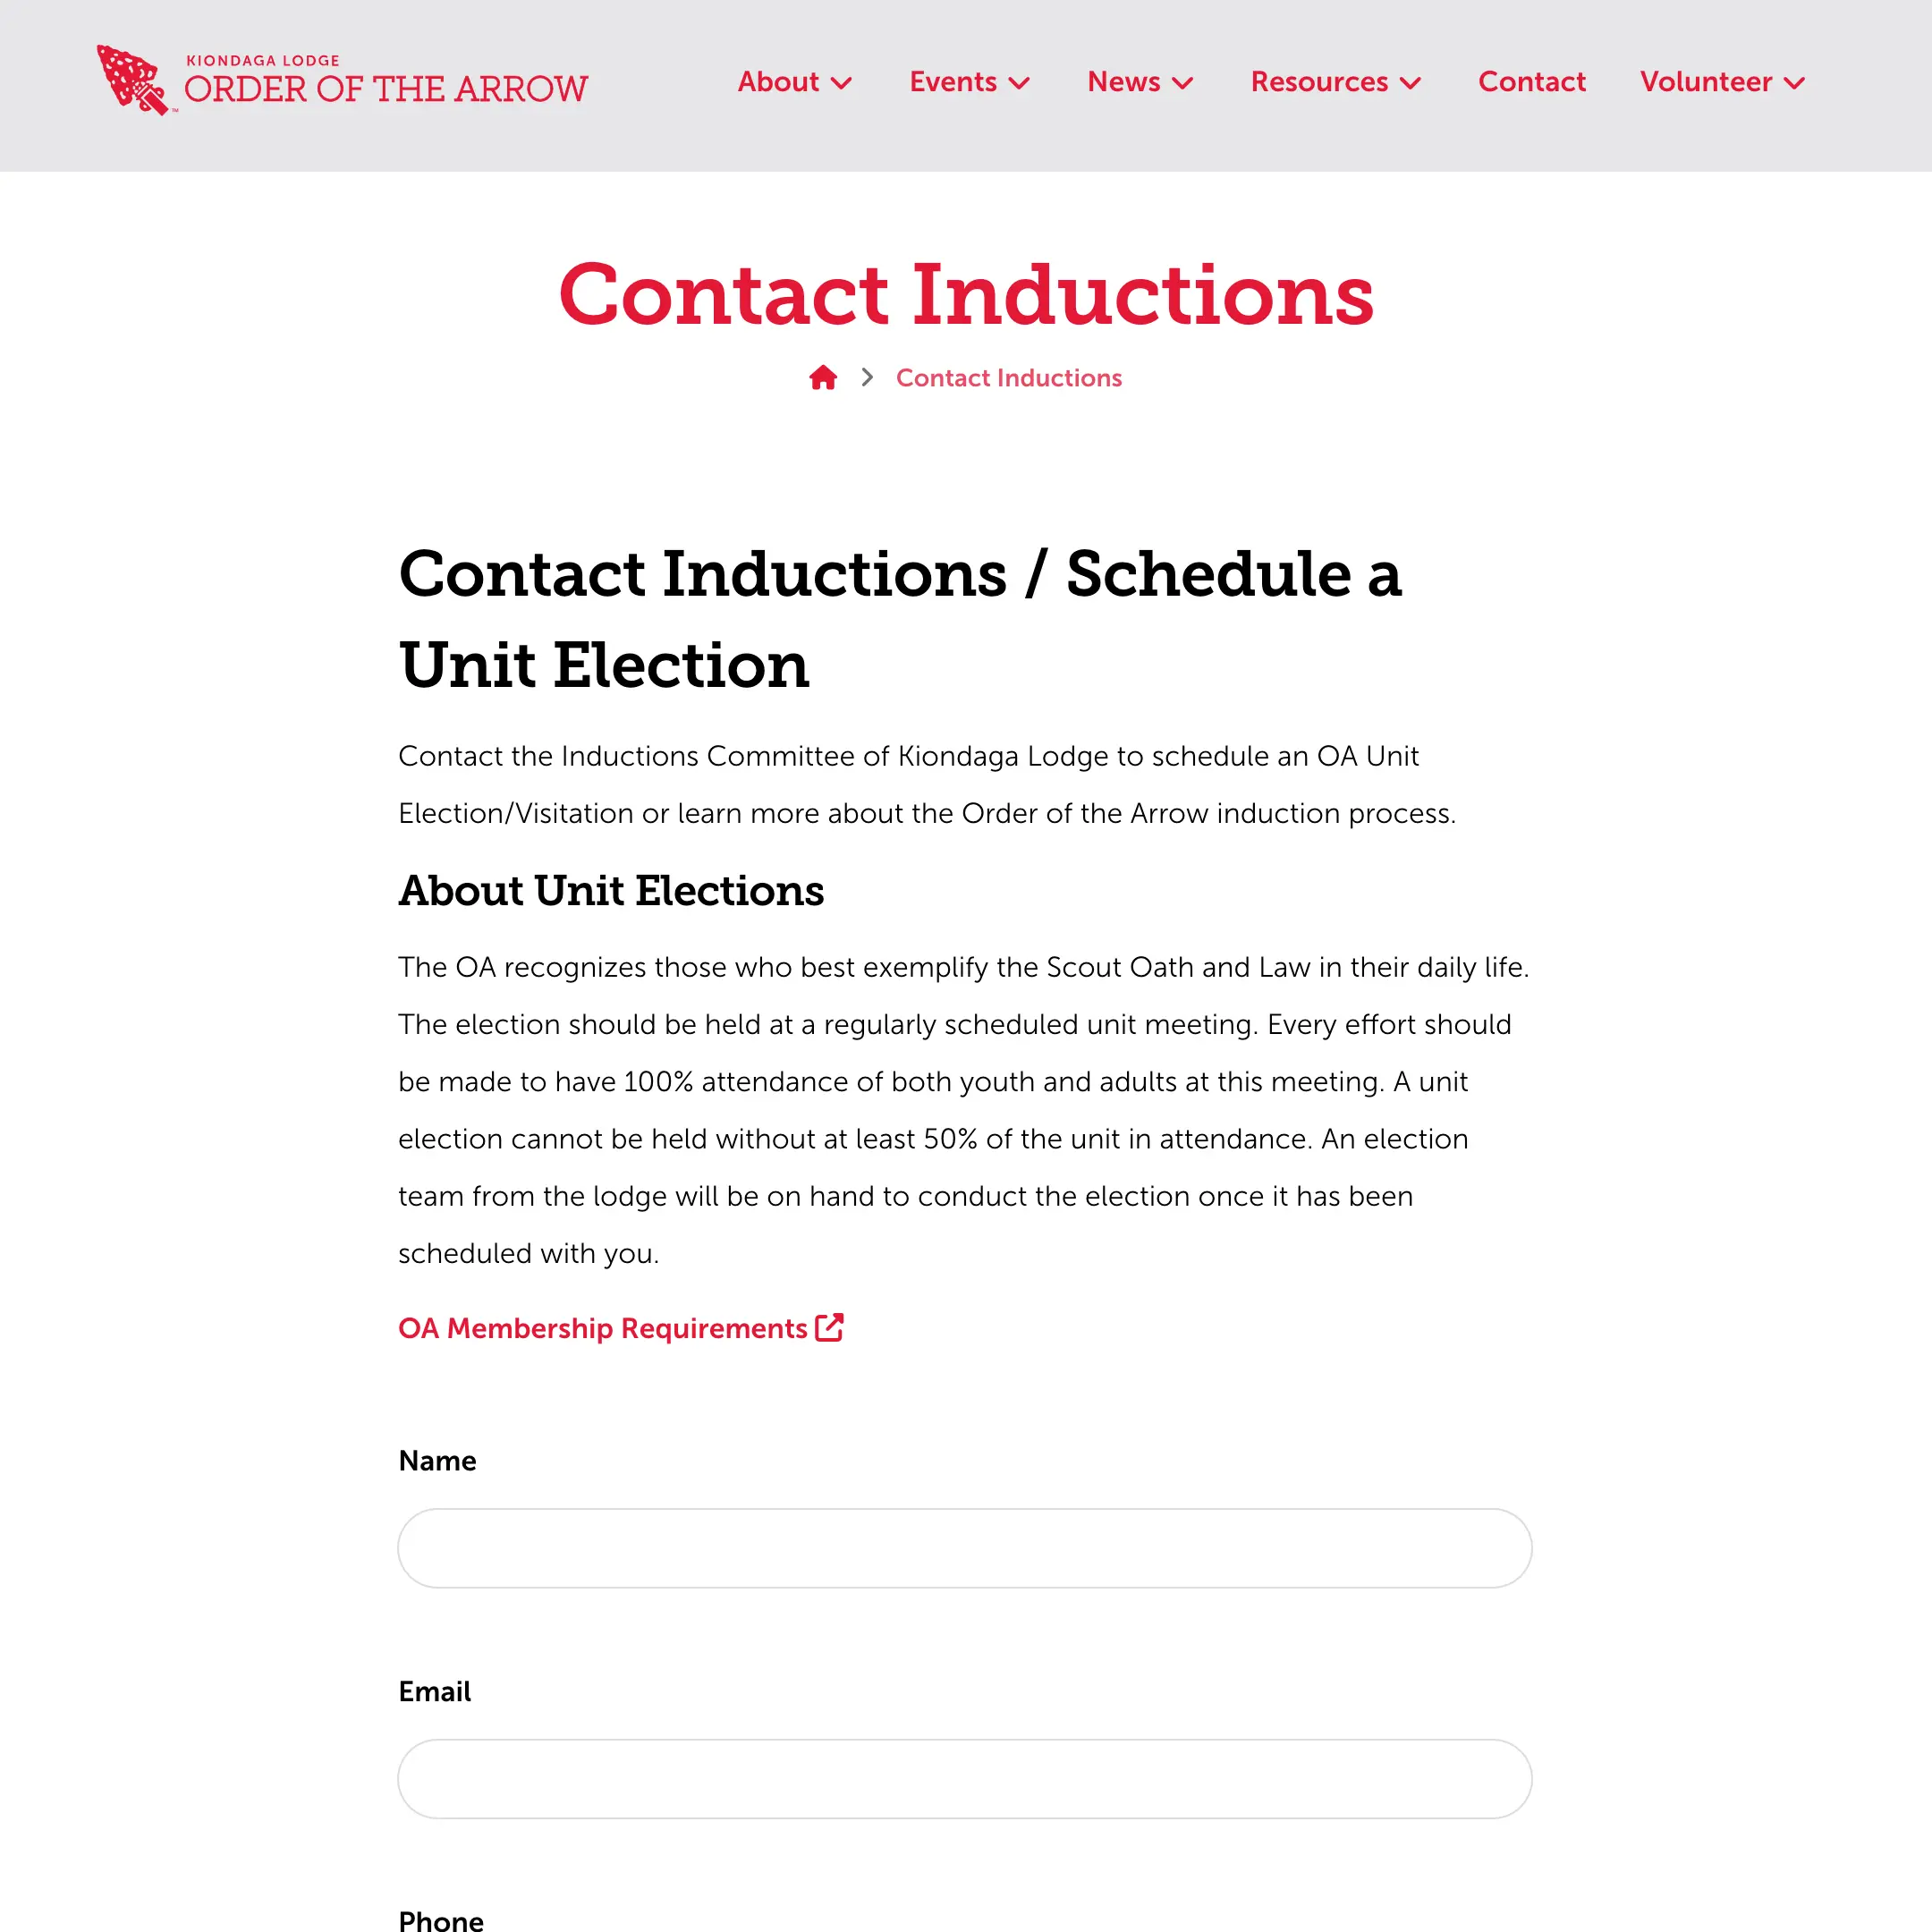 KIONDAGA LODGE
ORDER OF THE ARROW
™
About
Events
News
Resources
Contact
Volunteer
Contact Inductions
Contact Inductions
Contact Inductions / Schedule a
Unit Election
Contact the Inductions Committee of Kiondaga Lodge to schedule an OA Unit
Election/Visitation or learn more about the Order of the Arrow induction process.
About Unit Elections
The OA recognizes those who best exemplify the Scout Oath and Law in their daily life.
The election should be held at a regularly scheduled unit meeting. Every effort should
be made to have 100% attendance of both youth and adults at this meeting. A unit
election cannot be held without at least 50% of the unit in attendance. An election
team from the lodge will be on hand to conduct the election once it has been
scheduled with you.
OA Membership Requirements
Name
Email
Phone